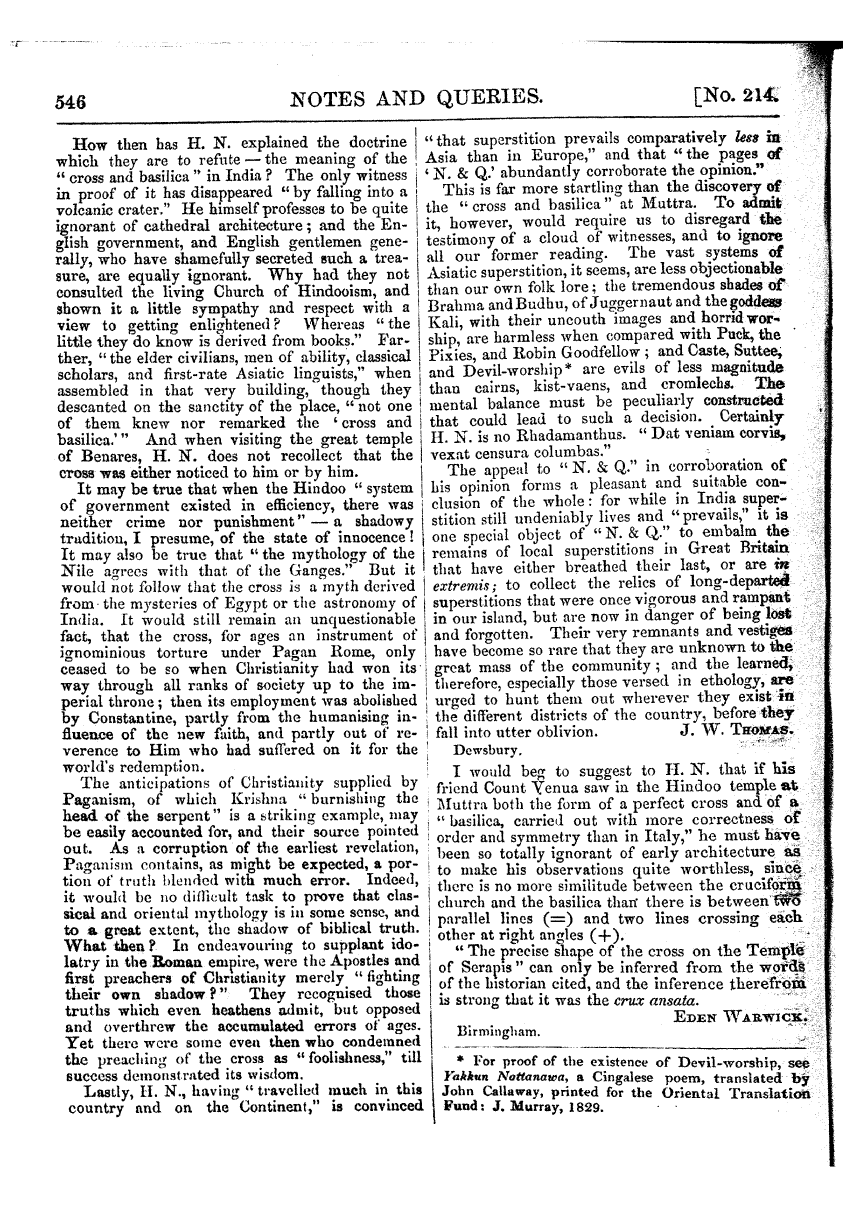 546 NOTES AND QUERIES. [No. 214.
How then has H. N. explained the doctrine
which they are to refute — the meaning of the
“ cross and basilica ” in India ? The only witness
in proof of it has disappeared “ by falling into a
volcanic crater.” He himself professes to be quite
ignorant of cathedral architecture ; and the En-
glish government, and English gentlemen gene-
rally, who have shamefully secreted such a trea-
sure, are equally ignorant. Why had they not
consulted the living Church of Hindooism, and
shown it a little sympathy and respect with a
view to getting enlightened ? Whereas “ the
little they do know is derived from books.” Far-
ther, “ the elder civilians, men of ability, classical
scholars, and first-rate Asiatic linguists,” when
assembled in that very building, though they
descanted on the sanctity of the place, “ not one
of them knew nor remarked the ‘ cross and
basilica.’ ” And when visiting the great temple
of Benares, H. N. does not recollect that the
cross was either noticed to him or by him.
It may be true that when the Hindoo “ system
of government existed in efficiency, there was
neither crime nor punishment ” — a shadowy
tradition, I presume, of the state of innocence !
It may also be true that “ the mythology of the
Nile agrees with that of the Ganges.” But it
would not follow that the cross is a myth derived
from the mysteries of Egypt or the astronomy of
India. It would still remain an unquestionable
fact, that the cross, for ages an instrument of
ignominious torture under Pagan Rome, only
ceased to be so when Christianity had won its
way through all ranks of society up to the im-
perial throne ; then its employment was abolished
by Constantine, partly from the humanising in-
fluence of the new faith, and partly out of re-
verence to Him who had suffered on it for the
world’s redemption.
The anticipations of Christianity supplied by
Paganism, of which Krishna “ burnishing the
head of the serpent ” is a striking example, may
be easily accounted for, and their source pointed
out. As a corruption of the earliest revelation,
Paganism contains, as might be expected, a por-
tion of truth blended with much error. Indeed,
it would be no difficult task to prove that clas-
sical and oriental mythology is in some sense, and
to a great extent, the shadow of biblical truth.
What then ? In endeavouring to supplant ido-
latry in the Roman empire, were the Apostles and
first preachers of Christianity merely “ fighting
their own shadow ? ” They recognised those
truths which even heathens admit, but opposed
and overthrew the accumulated errors of ages.
Yet there were some even then who condemned
the preaching of the cross as “ foolishness,” till
success demonstrated its wisdom.
Lastly, H. N., having “ travelled much in this
country and on the Continent,” is convinced
“ that superstition prevails comparatively less in
Asia than in Europe,” and that “ the pages of
‘ N. & Q.’ abundantly corroborate the opinion.”
This is far more startling than the discovery of
the “ cross and basilica ” at Muttra. To admit
it, however, would require us to disregard the
testimony of a cloud of witnesses, and to ignore
all our former reading. The vast systems of
Asiatic superstition, it seems, are less objectionable
than our own folk lore ; the tremendous shades of
Brahma and Budhu, of Juggernaut and the goddess
Kali, with their uncouth images and horrid wor-
ship, are harmless when compared with Puck, the
Pixies, and Robin Goodfellow ; and Caste, Suttee,
and Devil-worship * are evils of less magnitude
than cairns, kist-vaens, and cromlechs. The
mental balance must be peculiarly constructed
that could lead to such a decision. Certainly
H. N. is no Rhadamanthus. “ Dat veniam corvis,
vexat censura columbas.”
The appeal to “ N. & Q.” in corroboration of
his opinion forms a pleasant and suitable con-
clusion of the whole : for while in India super-
stition still undeniably lives and “ prevails,” it is
one special object of “ N. & Q.” to embalm the
remains of local superstitions in Great Britain
that have either breathed their last, or are in
extremis ; to collect the relics of long-departed
superstitions that were once vigorous and rampant
in our island, but are now in danger of being lost
and forgotten. Their very remnants and vestiges
have become so rare that they are unknown to the
great mass of the community ; and the learned,
therefore, especially those versed in ethology, are
urged to hunt them out wherever they exist in
the different districts of the country, before they
fall into utter oblivion. J. W. THOMAS.
Dewsbury.
I would beg to suggest to H. N. that if his
friend Count Venua saw in the Hindoo temple at
Muttra both the form of a perfect cross and of a
“ basilica, carried out with more correctness of
order and symmetry than in Italy,” he must have
been so totally ignorant of early architecture as
to make his observations quite worthless, since
there is no more similitude between the cruciform
church and the basilica than there is between two
parallel lines (=) and two lines crossing each
other at right angles (+).
“ The precise shape of the cross on the Temple
of Serapis ” can only be inferred from the words
of the historian cited, and the inference therefrom
is strong that it was the crux ansata.
EDEN WARWICK.
Birmingham.
* For proof of the existence of Devil-worship, see
Yakkun Nattanawa, a Cingalese poem, translated by
John Callaway, printed for the Oriental Translation
Fund : J. Murray, 1829.